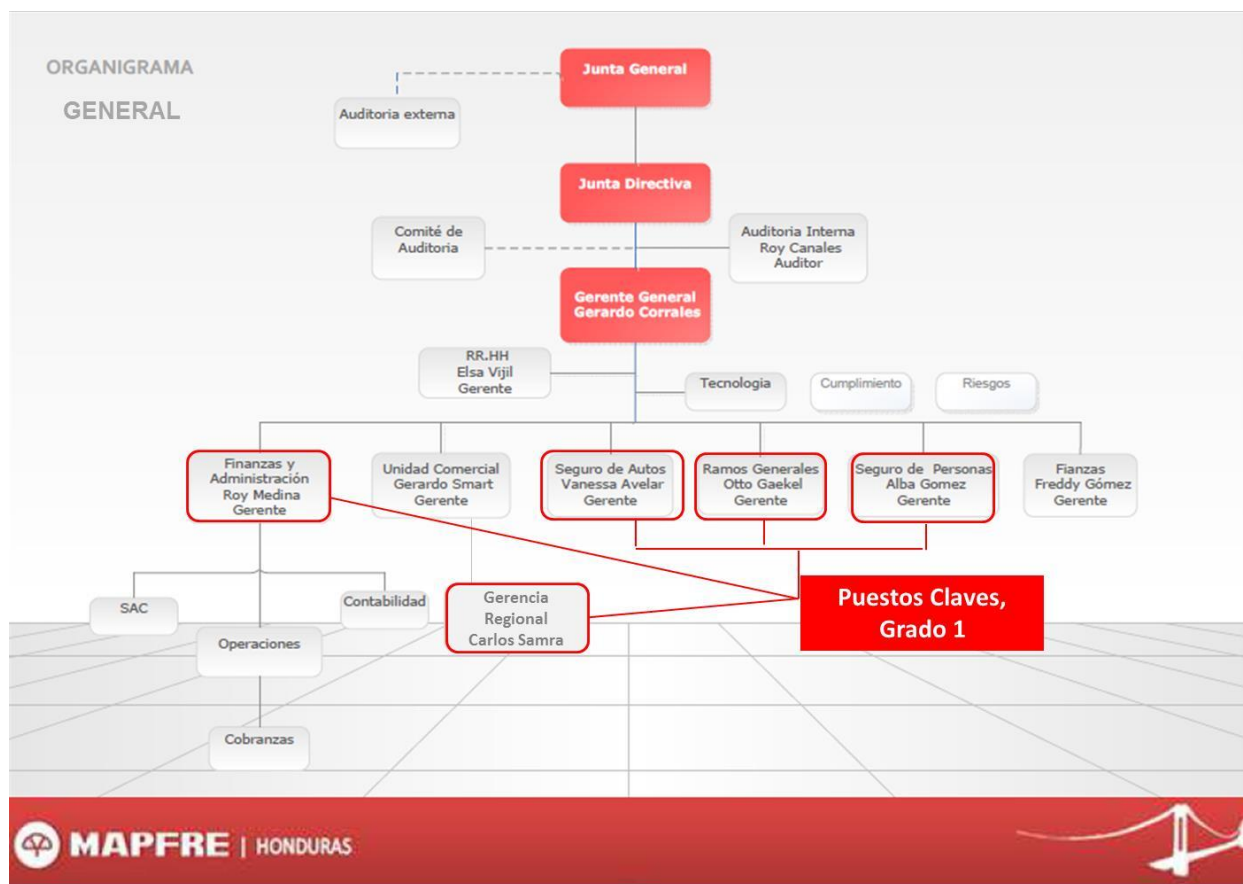 ORGANIGRAMA
GENERAL
Junta General
Auditoria externa
Junta Directiva
Comité de
Auditoria
Auditoria Interna
Roy Canales
Auditor
Gerente General
Gerardo Corrales
RR.HH
Elsa Vijil
Gerente
Tecnologia
Cumplimiento
Riesgos
Finanzas y
Administración
Roy Medina
Gerente
Unidad Comercial
Gerardo Smart
Gerente
Seguro de Autos
Vanessa Avelar
Gerente
Ramos Generales
Otto Gaekel
Gerente
Seguro de Personas
Alba Gomez
Gerente
Fianzas
Freddy Gómez
Gerente
SAC
Contabilidad
Gerencia
Regional
Carlos Samra
Puestos Claves,
Grado 1
Operaciones
Cobranzas
MAPFRE | HONDURAS